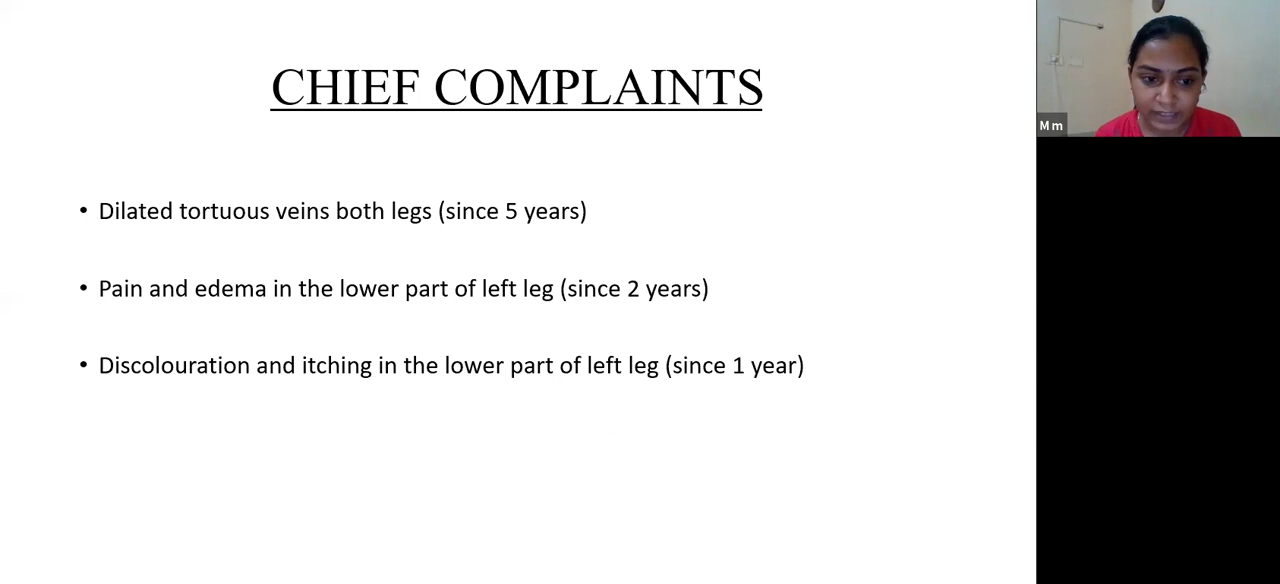 CHIEF COMPLAINTS
• Dilated tortuous veins both legs (since 5 years)
• Pain and edema in the lower part of left leg (since 2 years)
• Discolouration and itching in the lower part of left leg (since 1 year)
M m